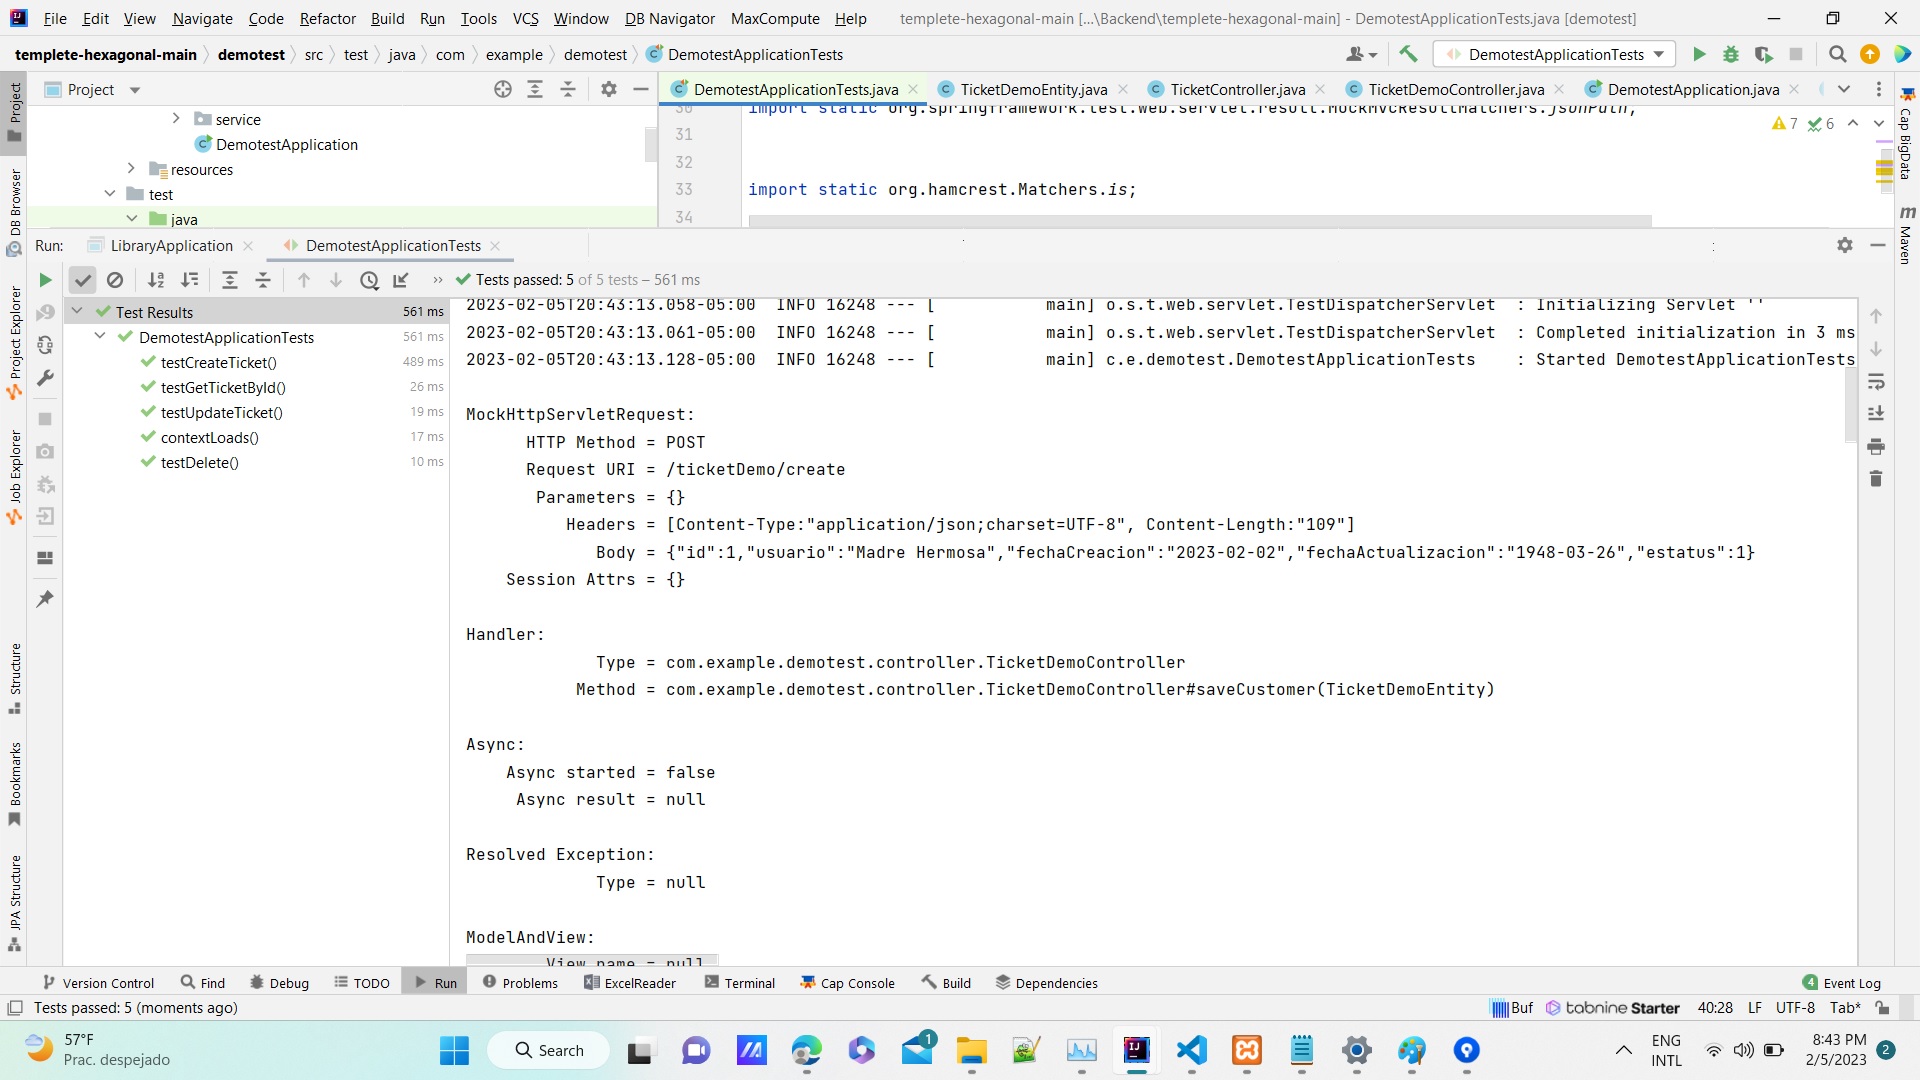 File Edit View Navigate Code Refactor Build Run Tools VCS Window DB Navigator MaxCompute Help templete-hexagonal-main [...\Backend\templete-hexagonal-main] - DemotestApplicationTests.java [demotest]
templete-hexagonal-main demotest src test java com example demotest DemotestApplicationTests DemotestApplicationTests
Project DemotestApplicationTests.java TicketDemoEntity.java TicketController.java TicketDemoController.java DemotestApplication.java
service
DemotestApplication
resources
test
java
30 import static org.springframework.test.web.servlet.result.MockMvcResultMatchers.jsonPath;
31
32
33 import static org.hamcrest.Matchers.is;
34
7 6
Run: LibraryApplication DemotestApplicationTests
Tests passed: 5 of 5 tests – 561 ms
Test Results 561 ms
DemotestApplicationTests 561 ms
testCreateTicket() 489 ms
testGetTicketById() 26 ms
testUpdateTicket() 19 ms
contextLoads() 17 ms
testDelete() 10 ms
2023-02-05T20:43:13.058-05:00  INFO 16248 --- [           main] o.s.t.web.servlet.TestDispatcherServlet  : Initializing Servlet ''
2023-02-05T20:43:13.061-05:00  INFO 16248 --- [           main] o.s.t.web.servlet.TestDispatcherServlet  : Completed initialization in 3 ms
2023-02-05T20:43:13.128-05:00  INFO 16248 --- [           main] c.e.demotest.DemotestApplicationTests    : Started DemotestApplicationTests
MockHttpServletRequest:
HTTP Method = POST
Request URI = /ticketDemo/create
Parameters = {}
Headers = [Content-Type:"application/json;charset=UTF-8", Content-Length:"109"]
Body = {"id":1,"usuario":"Madre Hermosa","fechaCreacion":"2023-02-02","fechaActualizacion":"1948-03-26","estatus":1}
Session Attrs = {}
Handler:
Type = com.example.demotest.controller.TicketDemoController
Method = com.example.demotest.controller.TicketDemoController#saveCustomer(TicketDemoEntity)
Async:
Async started = false
Async result = null
Resolved Exception:
Type = null
ModelAndView:
View name = null
Project
DB Browser
Project Explorer
Job Explorer
Structure
Bookmarks
JPA Structure
Cap BigData
m Maven
Version Control Find Debug TODO Run Problems ExcelReader Terminal Cap Console Build Dependencies 4 Event Log
Tests passed: 5 (moments ago) Buf tabnine Starter 40:28 LF UTF-8 Tab*
57°F
Prac. despejado
Search
1
ENG
INTL
8:43 PM
2/5/2023
2